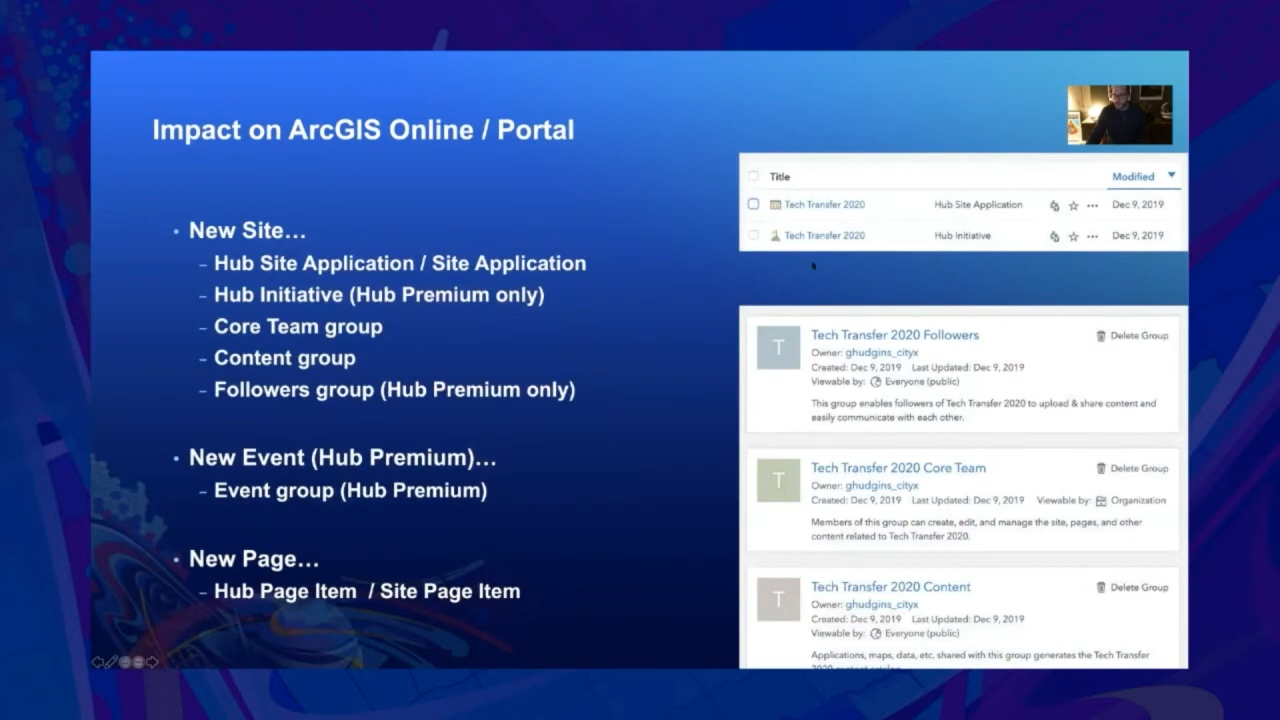 Impact on ArcGIS Online / Portal
New Site…
Hub Site Application / Site Application
Hub Initiative (Hub Premium only)
Core Team group
Content group
Followers group (Hub Premium only)
New Event (Hub Premium)…
Event group (Hub Premium)
New Page…
Hub Page Item / Site Page Item
Title Modified
Tech Transfer 2020 Hub Site Application Dec 9, 2019
Tech Transfer 2020 Hub Initiative Dec 9, 2019
Tech Transfer 2020 Followers Delete Group
Owner: ghudgins_cityx
Created: Dec 9, 2019 Last Updated: Dec 9, 2019
Viewable by: Everyone (public)
This group enables followers of Tech Transfer 2020 to upload & share content and
easily communicate with each other.
T
Tech Transfer 2020 Core Team Delete Group
Owner: ghudgins_cityx
Created: Dec 9, 2019 Last Updated: Dec 9, 2019 Viewable by: Organization
Members of this group can create, edit, and manage the site, pages, and other
content related to Tech Transfer 2020.
T
Tech Transfer 2020 Content Delete Group
Owner: ghudgins_cityx
Created: Dec 9, 2019 Last Updated: Dec 9, 2019
Viewable by: Everyone (public)
Applications, maps, data, etc. shared with this group generates the Tech Transfer
2020 content catalog.
T